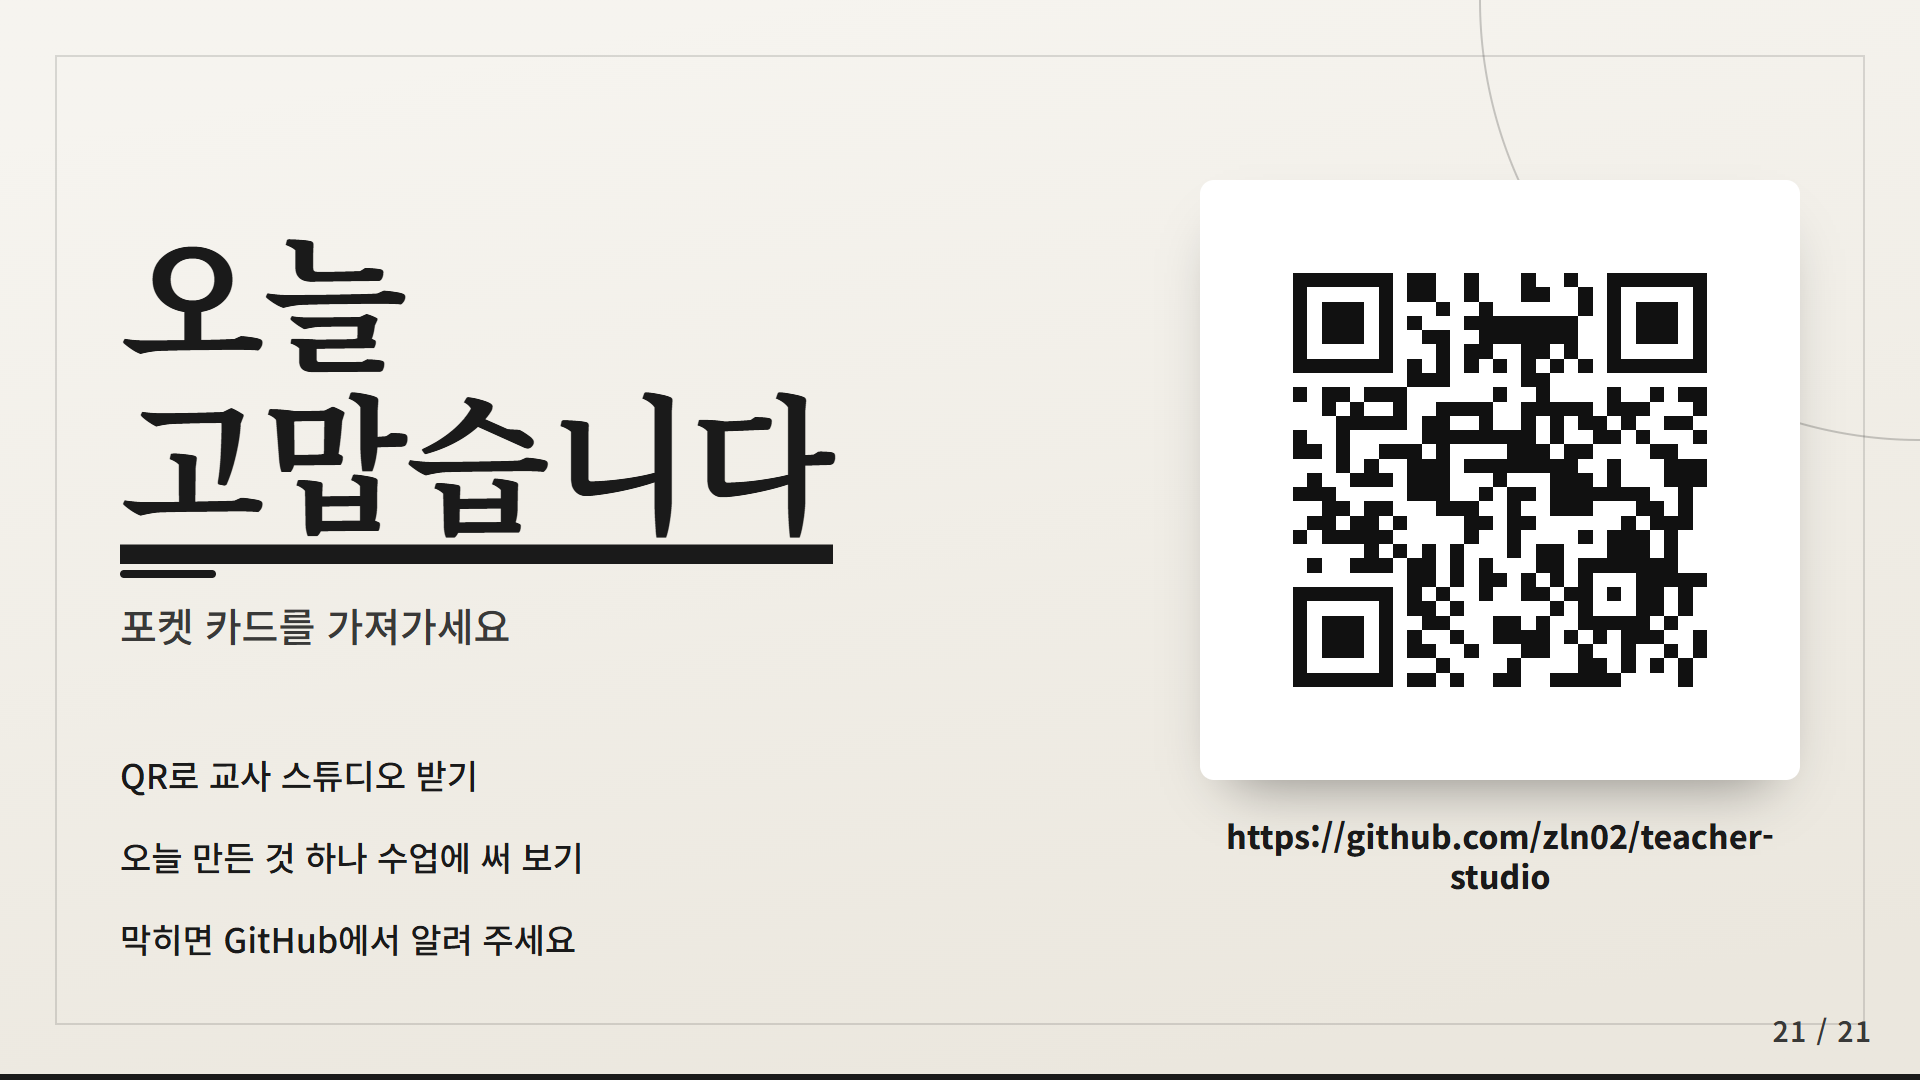 오늘
고맙습니다
포켓 카드를 가져가세요
QR로 교사 스튜디오 받기
오늘 만든 것 하나 수업에 써 보기
막히면 GitHub에서 알려 주세요
https://github.com/zln02/teacher-
studio
21 / 21